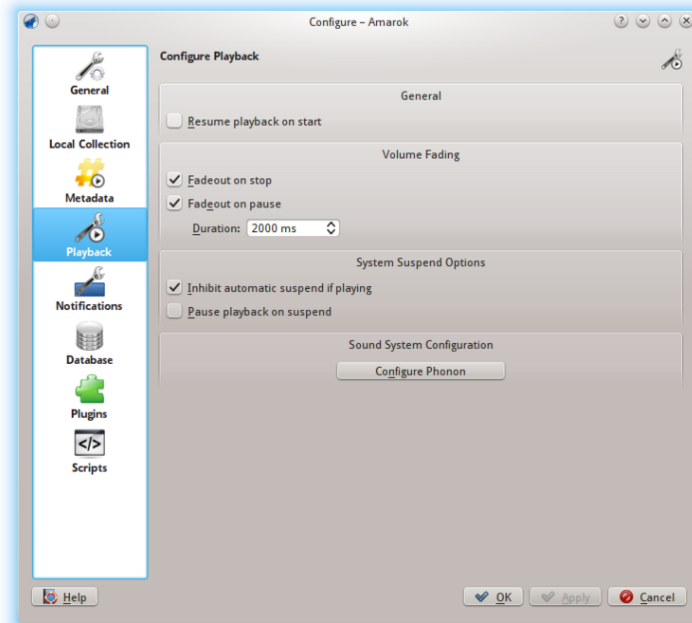 Configure – Amarok
General
Local Collection
Metadata
Playback
Notifications
Database
Plugins
Scripts
Configure Playback
General
Resume playback on start
Volume Fading
Fadeout on stop
Fadeout on pause
Duration: 2000 ms
System Suspend Options
Inhibit automatic suspend if playing
Pause playback on suspend
Sound System Configuration
Configure Phonon
Help
OK
Apply
Cancel